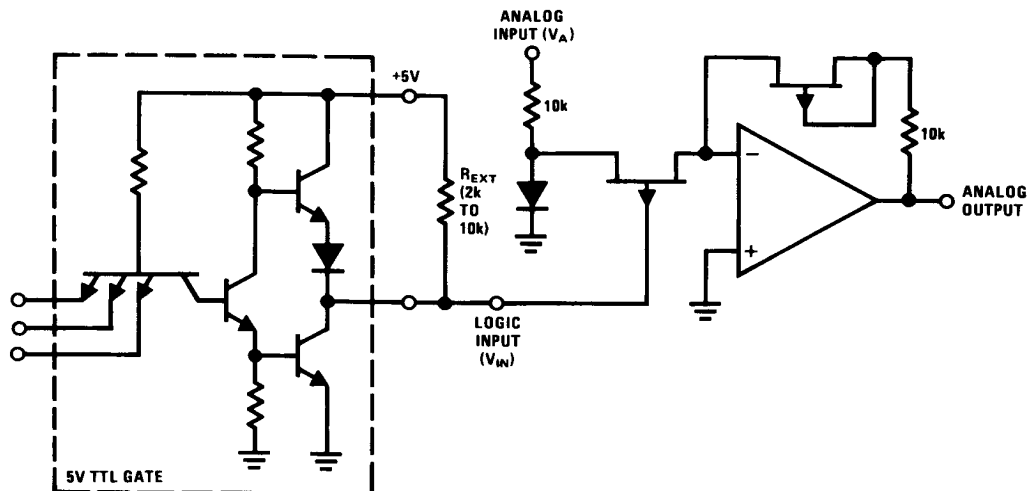 ANALOG
INPUT (VA)
+5V
10k
REXT
(2k
TO
10k)
10k
ANALOG
OUTPUT
LOGIC
INPUT
(VIN)
5V TTL GATE
−
+